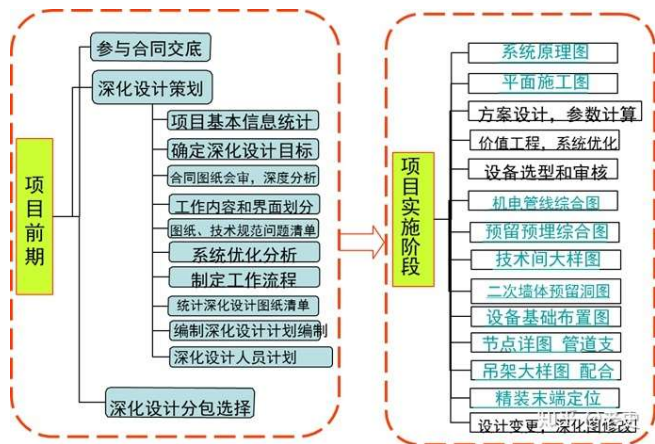 参与合同交底
深化设计策划
项目基本信息统计
确定深化设计目标
合同图纸会审，深度分析
工作内容和界面划分
图纸、技术规范问题清单
系统优化分析
制定工作流程
统计深化设计图纸清单
编制深化设计计划编制
深化设计人员计划
深化设计分包选择
项目前期
项目实施阶段
系统原理图
平面施工图
方案设计，参数计算
价值工程，系统优化
设备选型和审核
机电管线综合图
预留预埋综合图
技术间大样图
二次墙体预留洞图
设备基础布置图
节点详图 管道支
吊架大样图 配合
精装末端定位
设计变更，深化图修改
知乎